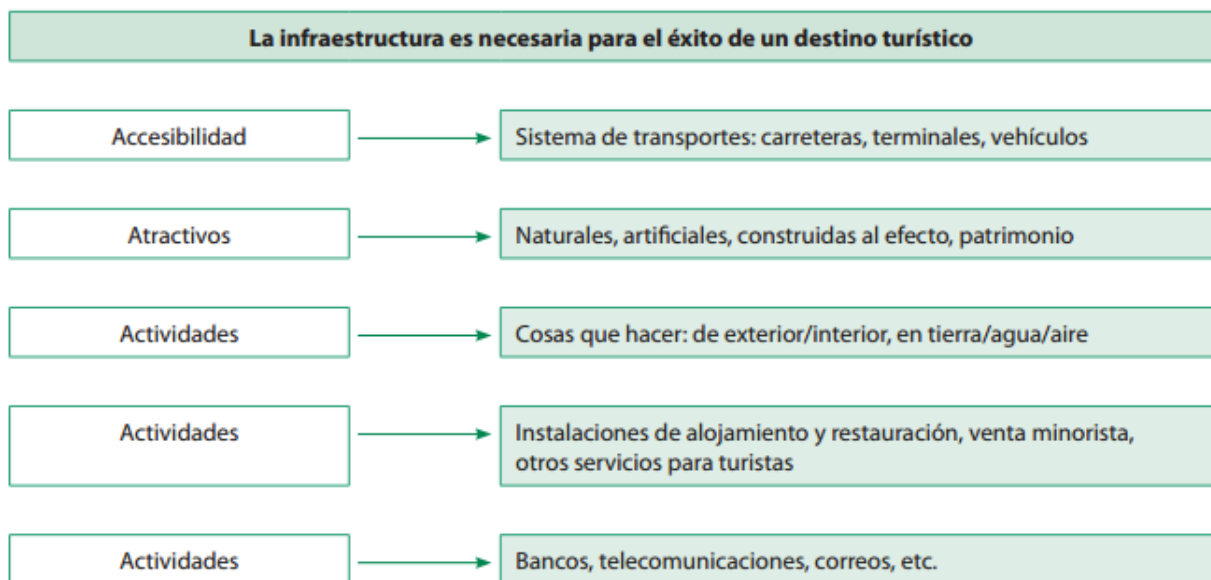 La infraestructura es necesaria para el éxito de un destino turístico
Accesibilidad
Sistema de transportes: carreteras, terminales, vehículos
Atractivos
Naturales, artificiales, construidas al efecto, patrimonio
Actividades
Cosas que hacer: de exterior/interior, en tierra/agua/aire
Actividades
Instalaciones de alojamiento y restauración, venta minorista,
otros servicios para turistas
Actividades
Bancos, telecomunicaciones, correos, etc.